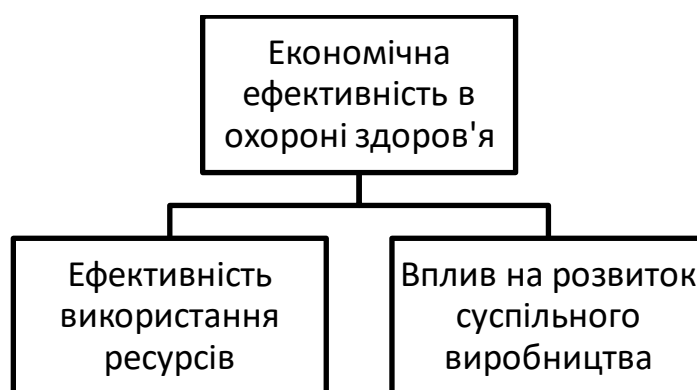 Економічна
ефективність в
охороні здоров'я
Ефективність
використання
ресурсів
Вплив на розвиток
суспільного
виробництва